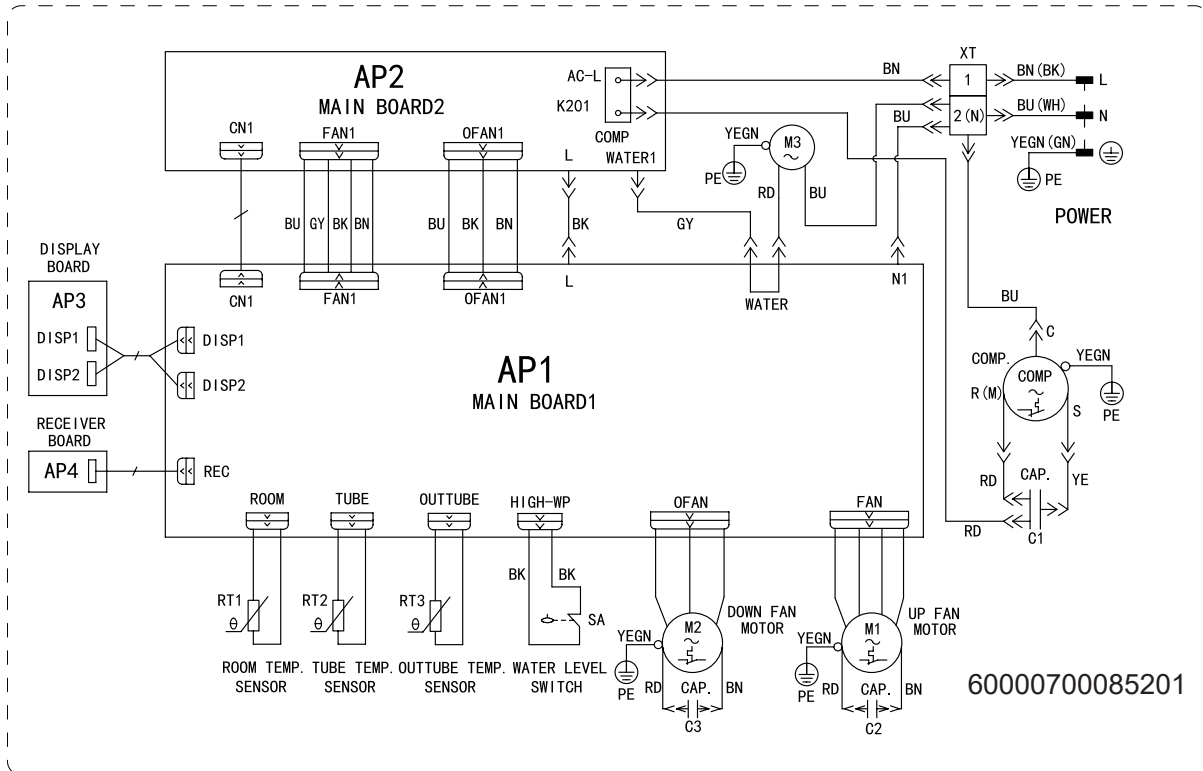 AP2
MAIN BOARD2
AC-L
K201
COMP
CN1
FAN1
OFAN1
L
WATER1
BN
XT
1
BN(BK)
L
2(N)
BU(WH)
N
BU
YEGN(GN)
PE
POWER
YEGN
M3
PE
RD
BU
BU
GY
BK
BN
BU
BK
BN
BK
GY
DISPLAY
BOARD
AP3
DISP1
DISP2
CN1
FAN1
OFAN1
L
WATER
N1
DISP1
DISP2
AP1
MAIN BOARD1
BU
C
COMP.
COMP
YEGN
R(M)
S
PE
RECEIVER
BOARD
AP4
REC
RD
CAP.
YE
RD
C1
ROOM
TUBE
OUTTUBE
HIGH-WP
OFAN
FAN
BK
BK
RT1
θ
RT2
θ
RT3
θ
SA
ROOM TEMP.
SENSOR
TUBE TEMP.
SENSOR
OUTTUBE TEMP.
SENSOR
WATER LEVEL
SWITCH
YEGN
M2
DOWN FAN
MOTOR
PE
RD
CAP.
BN
C3
YEGN
M1
UP FAN
MOTOR
PE
RD
CAP.
BN
C2
60000700085201